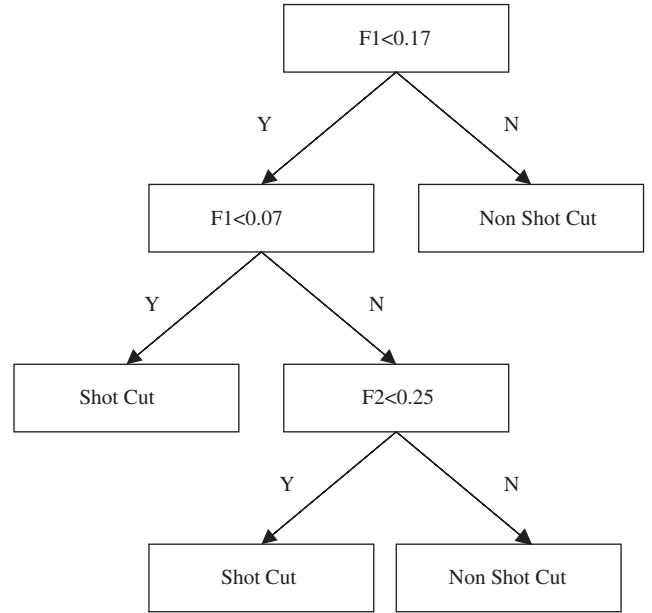 F1<0.17
Y
N
F1<0.07
Non Shot Cut
Y
N
Shot Cut
F2<0.25
Y
N
Shot Cut
Non Shot Cut